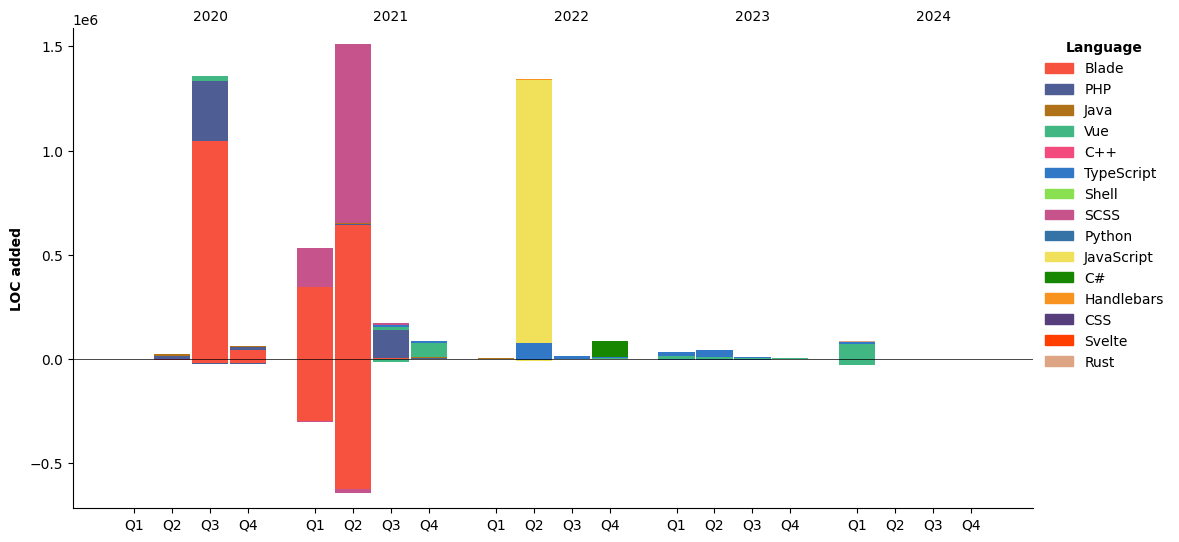 2020 2021 2022 2023 2024
1e6
Language
Blade
PHP
Java
Vue
C++
TypeScript
Shell
SCSS
Python
JavaScript
C#
Handlebars
CSS
Svelte
Rust
LOC added
1.5
1.0
0.5
0.0
−0.5
Q1 Q2 Q3 Q4 Q1 Q2 Q3 Q4 Q1 Q2 Q3 Q4 Q1 Q2 Q3 Q4 Q1 Q2 Q3 Q4